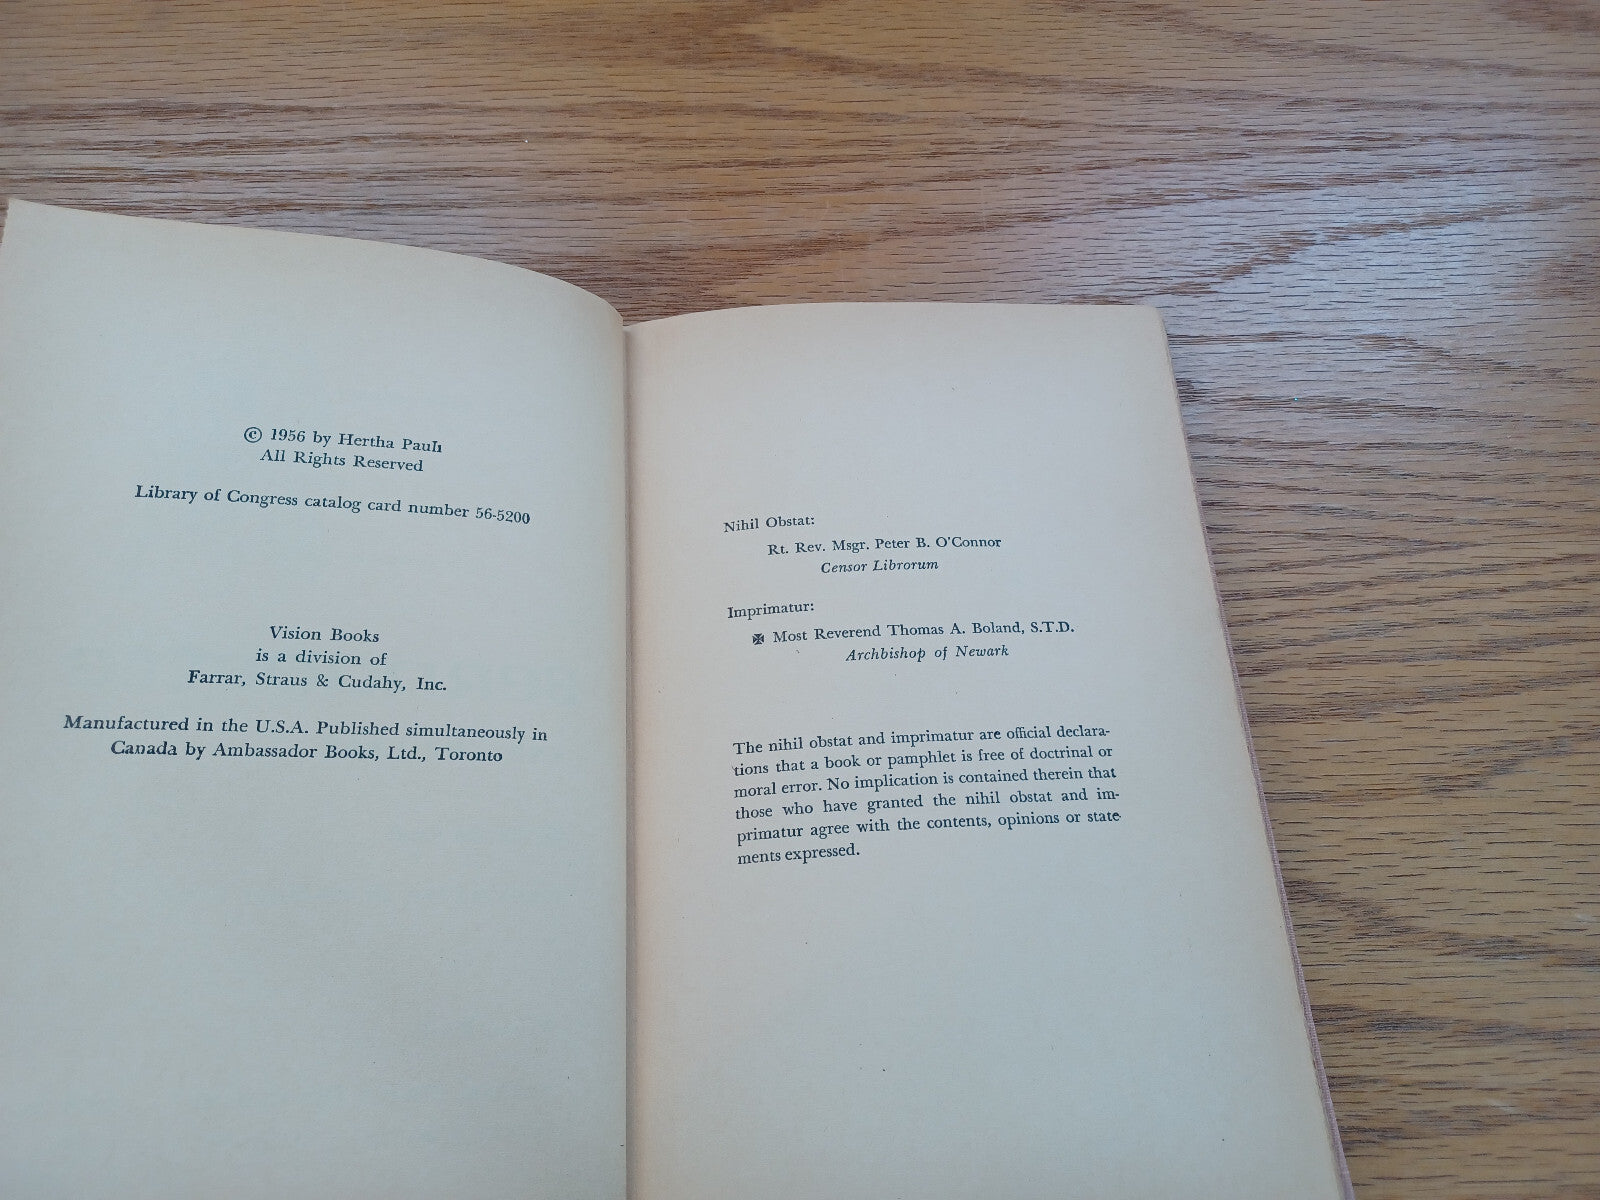 © 1956 by Hertha Pauli
All Rights Reserved
Library of Congress catalog card number 56-5200
Vision Books
is a division of
Farrar, Straus & Cudahy, Inc.
Manufactured in the U.S.A. Published simultaneously in
Canada by Ambassador Books, Ltd., Toronto
Nihil Obstat:
Rt. Rev. Msgr. Peter B. O'Connor
Censor Librorum
Imprimatur:
✠ Most Reverend Thomas A. Boland, S.T.D.
Archbishop of Newark
The nihil obstat and imprimatur are official declara-
tions that a book or pamphlet is free of doctrinal or
moral error. No implication is contained therein that
those who have granted the nihil obstat and im-
primatur agree with the contents, opinions or state-
ments expressed.